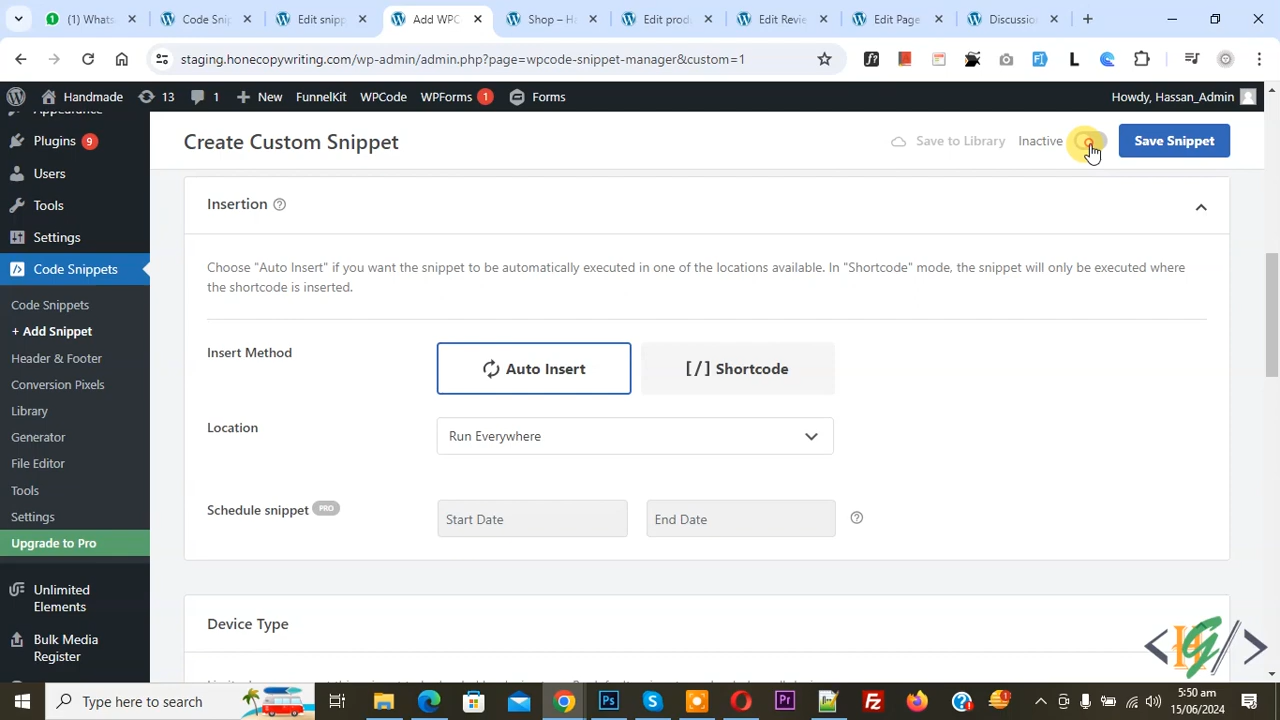 (1) Whats
Code Snip
Edit snipp
Add WPC
Shop – Ha
Edit prod
Edit Revie
Edit Page
Discussion
staging.homecopywriting.com/wp-admin/admin.php?page=wpcode-snippet-manager&custom=1
Handmade
13
1
New
FunnelKit
WPCode
WPForms 1
Forms
Howdy, Hassan_Admin
Appearance
Plugins 9
Users
Tools
Settings
Code Snippets
Code Snippets
+ Add Snippet
Header & Footer
Conversion Pixels
Library
Generator
File Editor
Tools
Settings
Upgrade to Pro
Unlimited
Elements
Bulk Media
Register
Create Custom Snippet
Save to Library
Inactive
Save Snippet
Insertion
Choose "Auto Insert" if you want the snippet to be automatically executed in one of the locations available. In "Shortcode" mode, the snippet will only be executed where
the shortcode is inserted.
Insert Method
Auto Insert
[/] Shortcode
Location
Run Everywhere
Schedule snippet PRO
Start Date
End Date
Device Type
Type here to search
5:50 am
15/06/2024